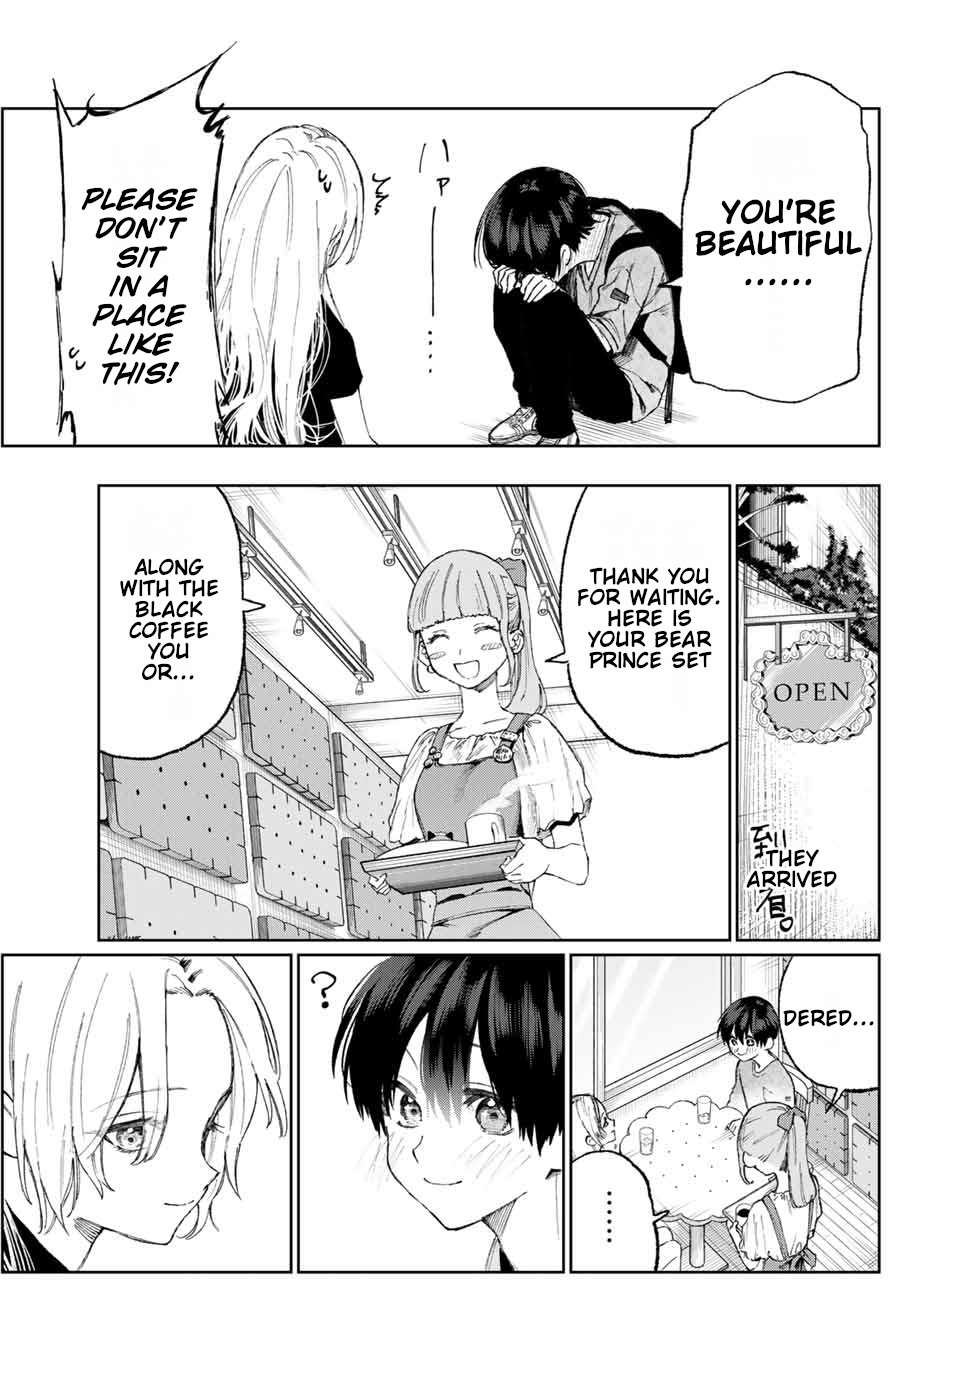 YOU'RE
BEAUTIFUL
......
PLEASE
DON'T
SIT
IN A
PLACE
LIKE
THIS!
OPEN
到
THEY
ARRIVED
THANK YOU
FOR WAITING.
HERE IS
YOUR BEAR
PRINCE SET
ALONG
WITH THE
BLACK
COFFEE
YOU
OR...
DERED...
......
?